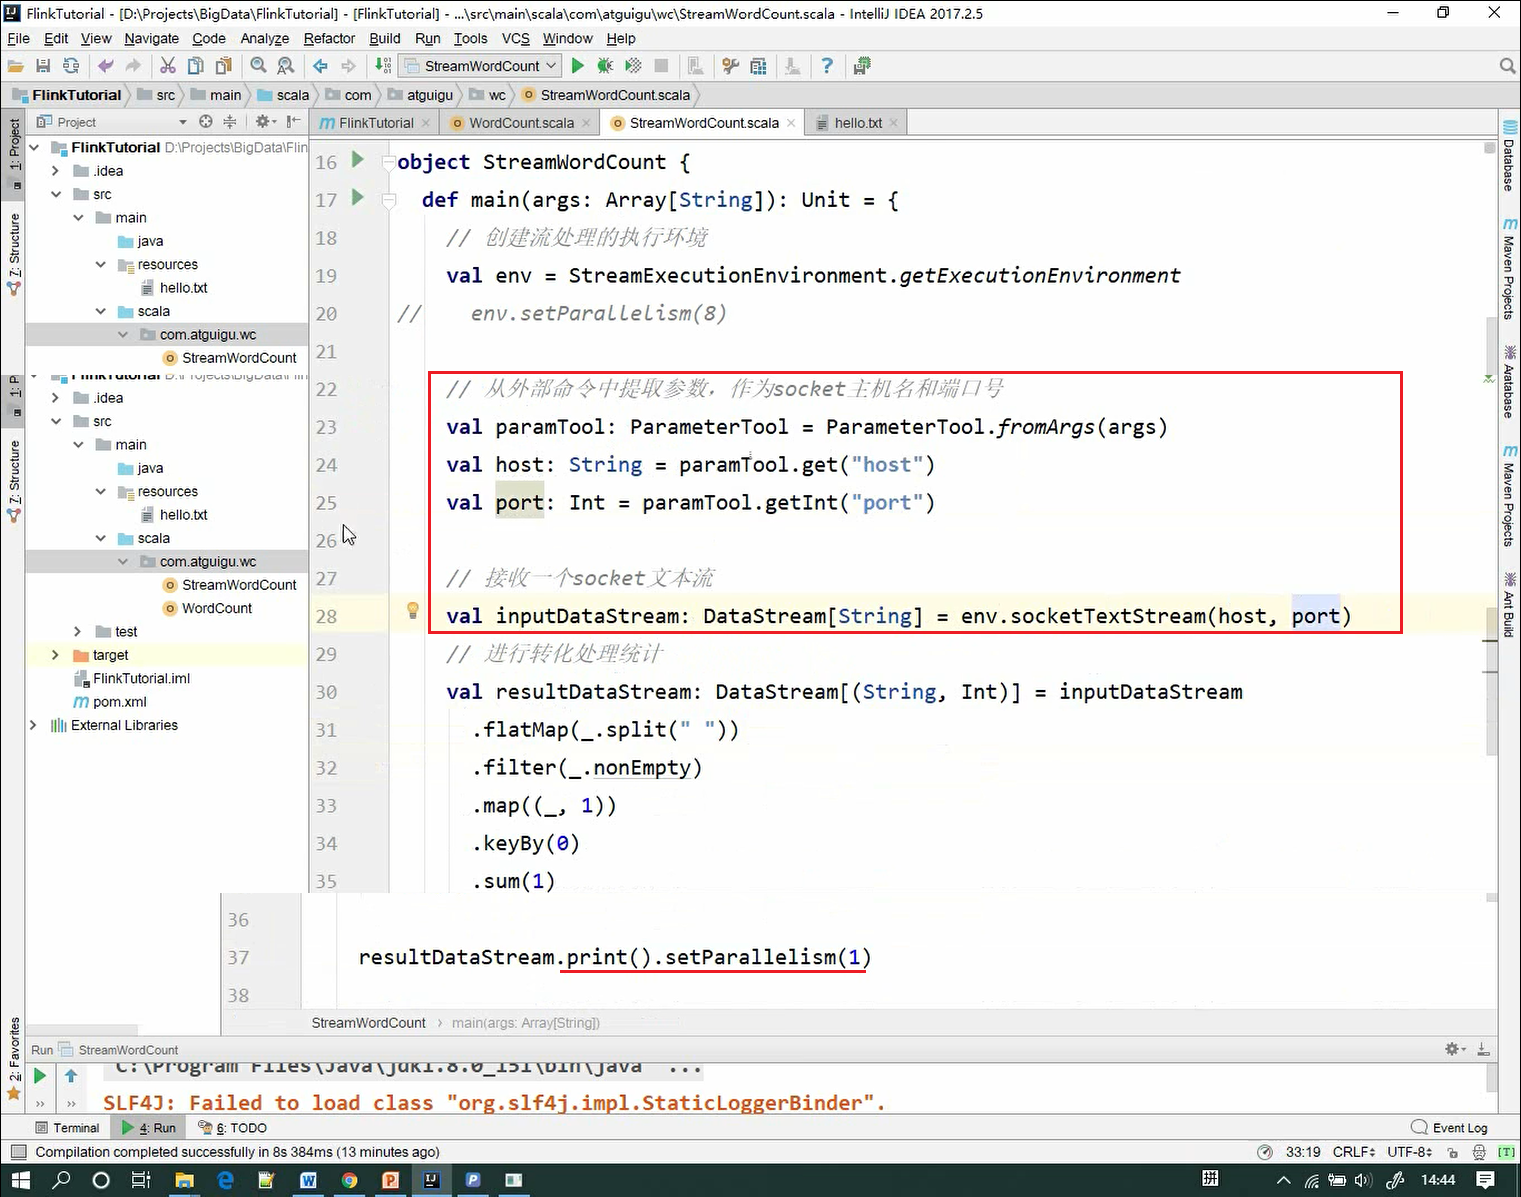 FlinkTutorial - [D:\Projects\BigData\FlinkTutorial] - [FlinkTutorial] - ...\src\main\scala\com\atguigu\wc\StreamWordCount.scala - IntelliJ IDEA 2017.2.5
File Edit View Navigate Code Analyze Refactor Build Run Tools VCS Window Help
StreamWordCount
FlinkTutorial src main scala com atguigu wc StreamWordCount.scala
Project
FlinkTutorial WordCount.scala StreamWordCount.scala hello.txt
1: Project
7: Structure
FlinkTutorial D:\Projects\BigData\Flin
.idea
src
main
java
resources
hello.txt
scala
com.atguigu.wc
StreamWordCount
.idea
src
main
java
resources
hello.txt
scala
com.atguigu.wc
StreamWordCount
WordCount
test
target
FlinkTutorial.iml
pom.xml
External Libraries
7: Structure
2: Favorites
16 object StreamWordCount {
17 def main(args: Array[String]): Unit = {
18 // 创建流处理的执行环境
19 val env = StreamExecutionEnvironment.getExecutionEnvironment
20 // env.setParallelism(8)
21
22 // 从外部命令中提取参数，作为socket主机名和端口号
23 val paramTool: ParameterTool = ParameterTool.fromArgs(args)
24 val host: String = paramTool.get("host")
25 val port: Int = paramTool.getInt("port")
26
27 // 接收一个socket文本流
28 val inputDataStream: DataStream[String] = env.socketTextStream(host, port)
29 // 进行转化处理统计
30 val resultDataStream: DataStream[(String, Int)] = inputDataStream
31 .flatMap(_.split(" "))
32 .filter(_.nonEmpty)
33 .map((_, 1))
34 .keyBy(0)
35 .sum(1)
36
37 resultDataStream.print().setParallelism(1)
38
StreamWordCount › main(args: Array[String])
Database
Maven Projects
Maven Projects
Ant Build
Run StreamWordCount
C:\Program Files\Java\jdk1.8.0_151\bin\java" ...
SLF4J: Failed to load class "org.slf4j.impl.StaticLoggerBinder".
Terminal 4: Run 6: TODO Event Log
Compilation completed successfully in 8s 384ms (13 minutes ago) 33:19 CRLF UTF-8 [T]
拼 14:44